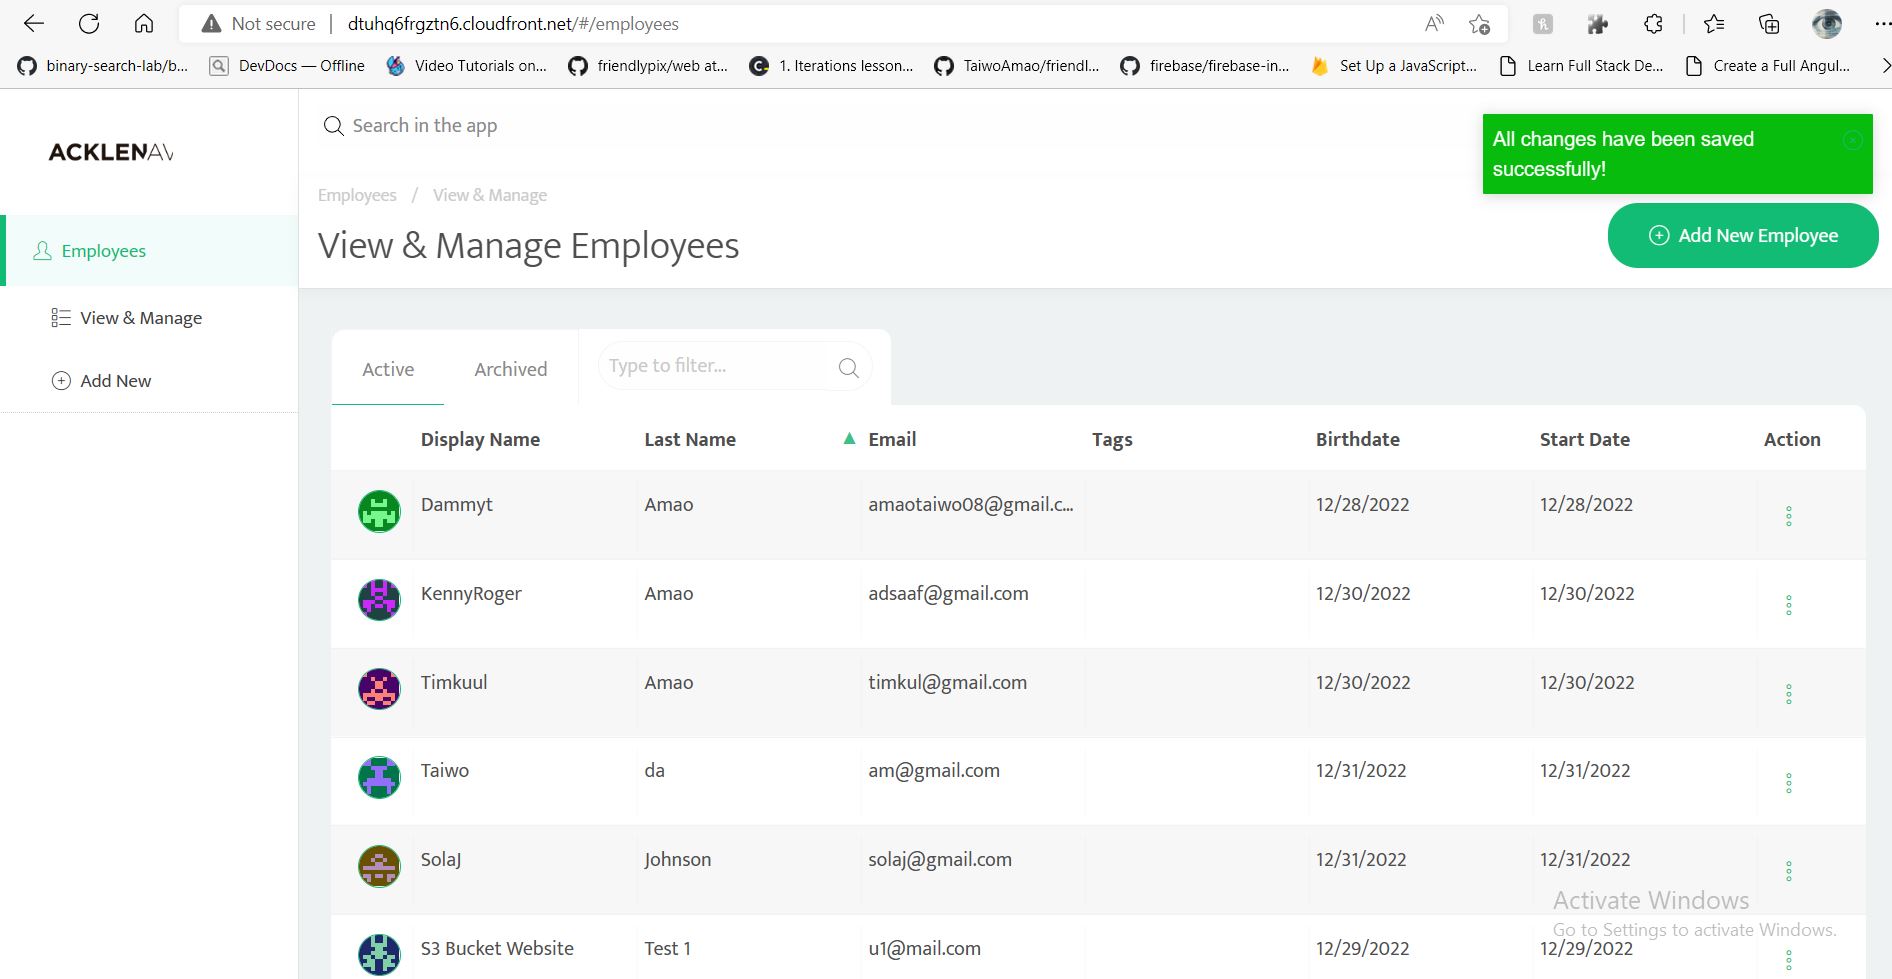 Not secure | dtuhq6frgztn6.cloudfront.net/#/employees
binary-search-lab/b... DevDocs — Offline Video Tutorials on... friendlypix/web at... 1. Iterations lesson... TaiwoAmao/friendl... firebase/firebase-in... Set Up a JavaScript... Learn Full Stack De... Create a Full Angul...
Search in the app
All changes have been saved
successfully!
ACKLENAV
Employees / View & Manage
View & Manage Employees
Add New Employee
Employees
View & Manage
Add New
Active Archived Type to filter...
Display Name Last Name Email Tags Birthdate Start Date Action
Dammyt Amao amaotaiwo08@gmail.c... 12/28/2022 12/28/2022
KennyRoger Amao adsaaf@gmail.com 12/30/2022 12/30/2022
Timkuul Amao timkul@gmail.com 12/30/2022 12/30/2022
Taiwo da am@gmail.com 12/31/2022 12/31/2022
SolaJ Johnson solaj@gmail.com 12/31/2022 12/31/2022
S3 Bucket Website Test 1 u1@mail.com 12/29/2022 12/29/2022
Activate Windows
Go to Settings to activate Windows.